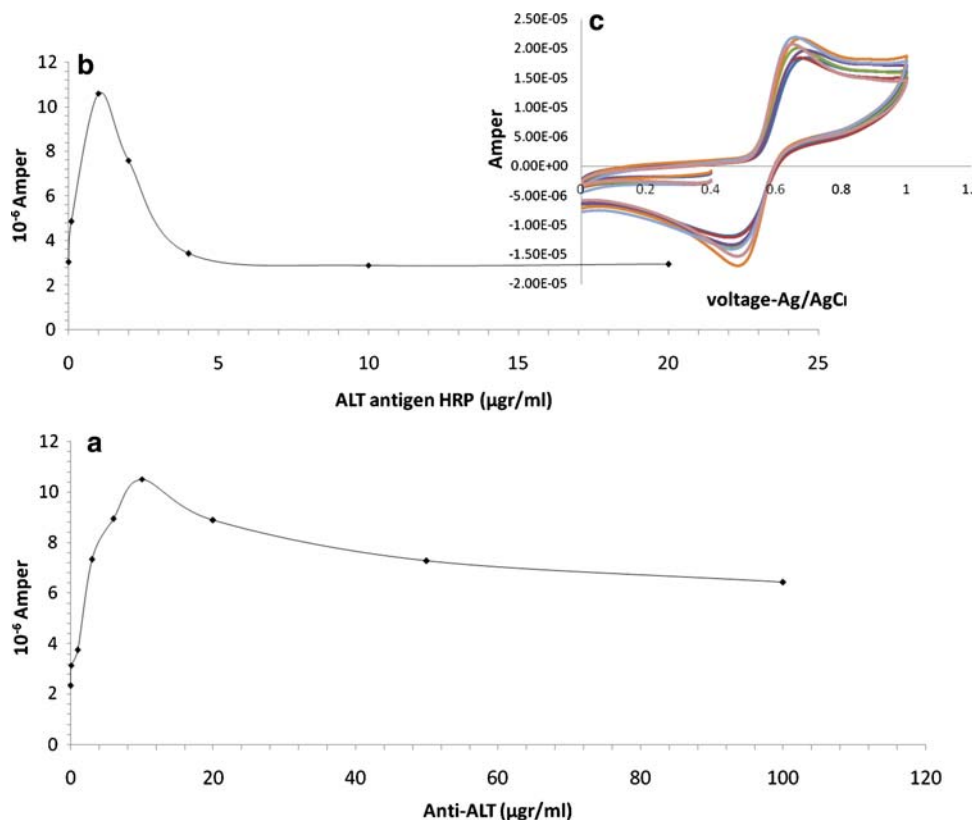 b
12
10
8
6
4
2
0
10⁻⁶ Amper
0 5 10 15 20 25
ALT antigen HRP (µgr/ml)
c
2.50E-05
2.00E-05
1.50E-05
1.00E-05
5.00E-06
0.00E+00
-5.00E-06
-1.00E-05
-1.50E-05
-2.00E-05
Amper
0 0.2 0.4 0.6 0.8 1 1.
voltage-Ag/AgCl
a
12
10
8
6
4
2
0
10⁻⁶ Amper
0 20 40 60 80 100 120
Anti-ALT (µgr/ml)